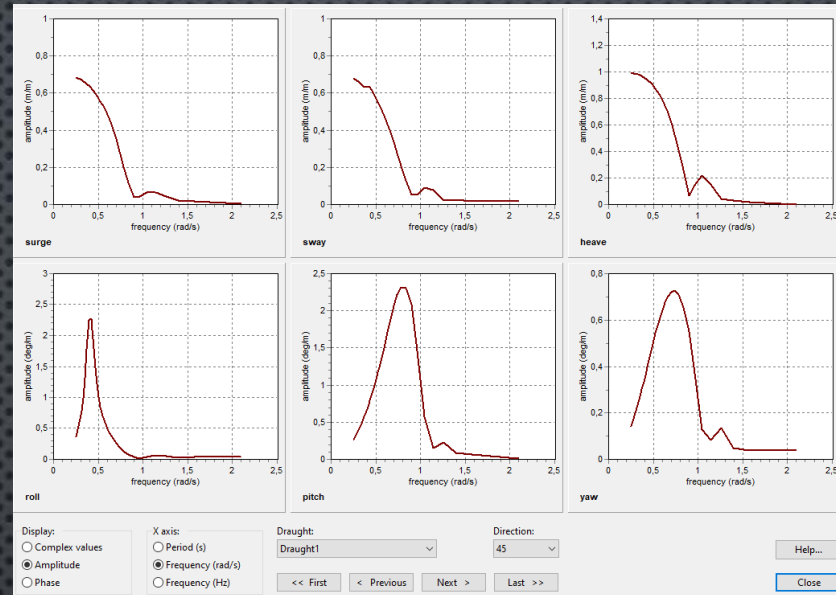 1
0,8
0,6
0,4
0,2
0
amplitude (m/m)
0 0,5 1 1,5 2 2,5
frequency (rad/s)
surge
1
0,8
0,6
0,4
0,2
0
amplitude (m/m)
0 0,5 1 1,5 2 2,5
frequency (rad/s)
sway
1,4
1,2
1
0,8
0,6
0,4
0,2
0
amplitude (m/m)
0 0,5 1 1,5 2 2,5
frequency (rad/s)
heave
3
2,5
2
1,5
1
0,5
0
amplitude (deg/m)
0 0,5 1 1,5 2 2,5
frequency (rad/s)
roll
2,5
2
1,5
1
0,5
0
amplitude (deg/m)
0 0,5 1 1,5 2 2,5
frequency (rad/s)
pitch
0,8
0,6
0,4
0,2
0
amplitude (deg/m)
0 0,5 1 1,5 2 2,5
frequency (rad/s)
yaw
Display:
Complex values
Amplitude
Phase
X axis:
Period (s)
Frequency (rad/s)
Frequency (Hz)
Draught:
Draught1
Direction:
45
<< First < Previous Next > Last >>
Help...
Close